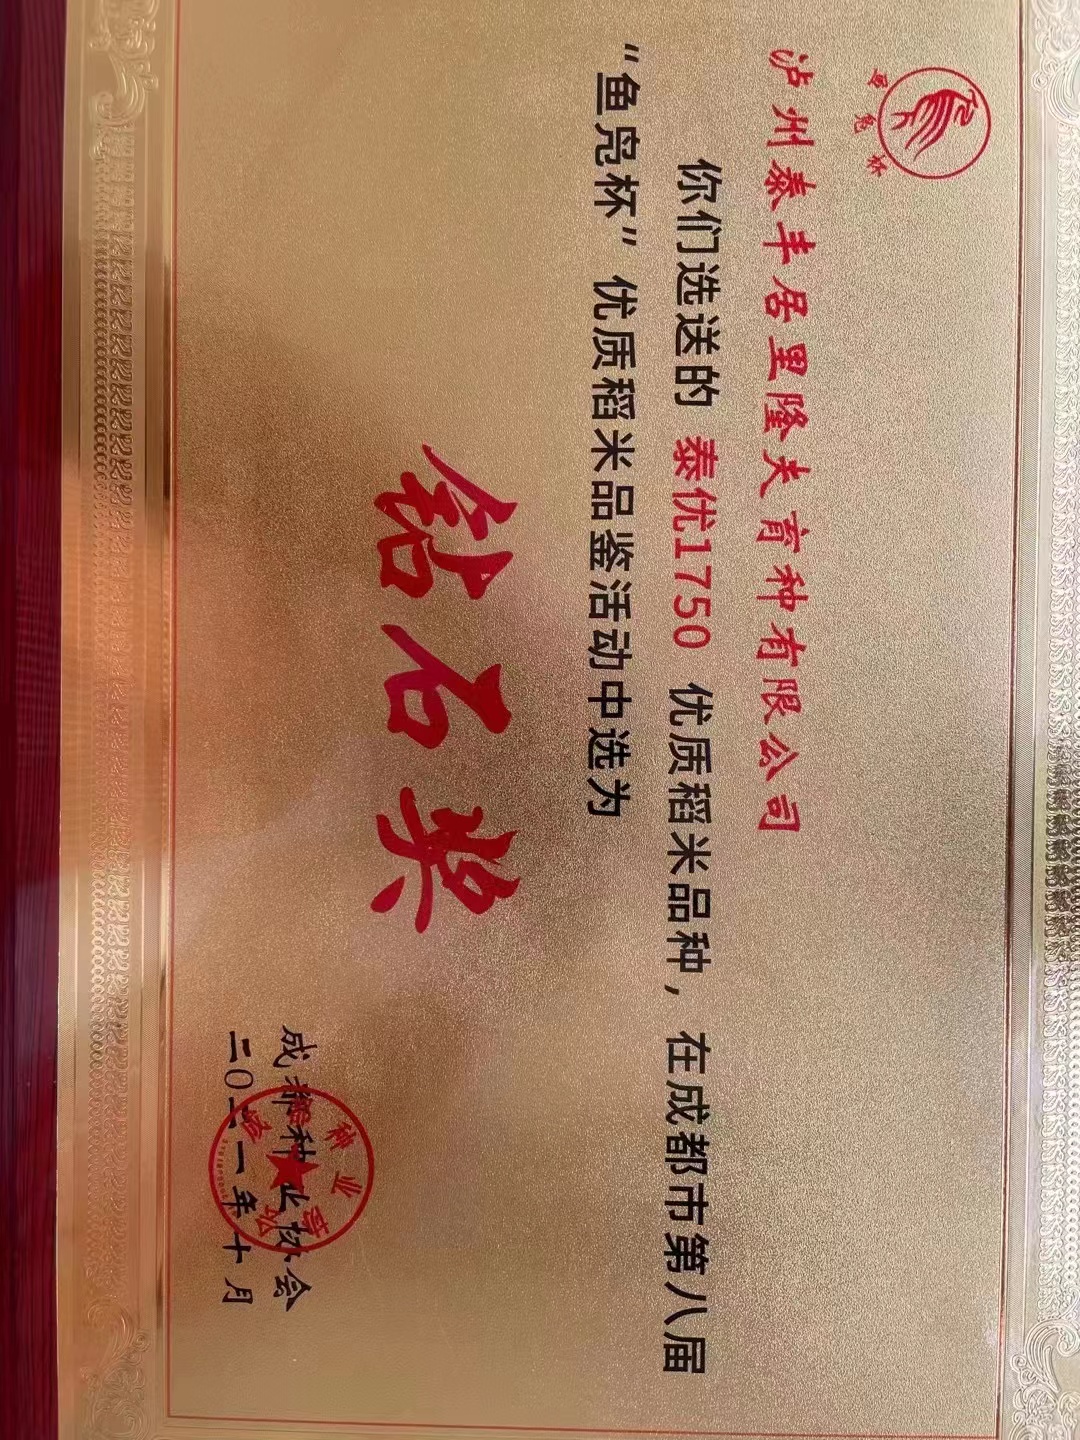 鱼凫杯
泸州泰丰居里隆夫育种有限公司
你们选送的 泰优1750 优质稻米品种，在成都市第八届
“鱼凫杯”优质稻米品鉴活动中选为
钻石奖
成都种业协会
二0二一年十月